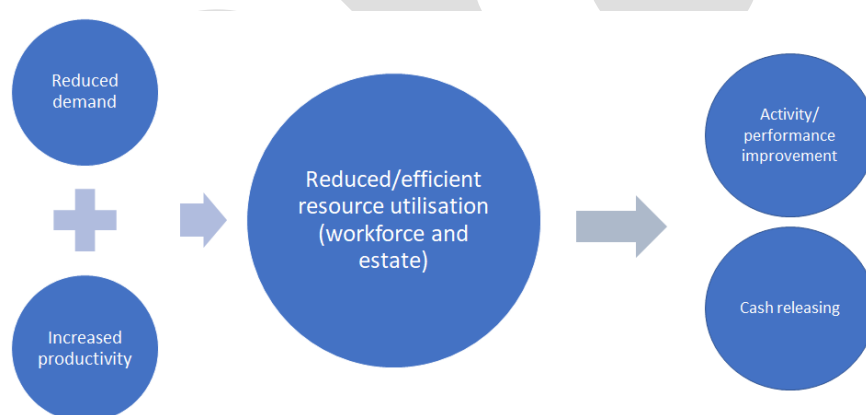 Reduced
demand
Increased
productivity
Reduced/efficient
resource utilisation
(workforce and
estate)
Activity/
performance
improvement
Cash releasing